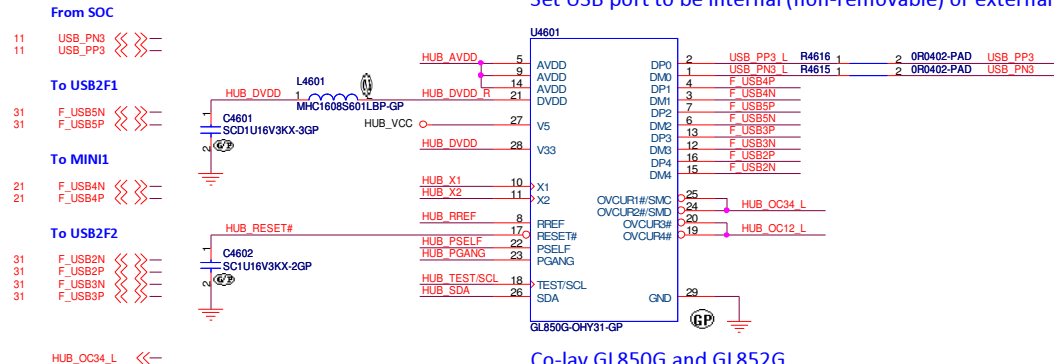 Set USB port to be internal (non-removable) or external
From SOC
11 USB_PN3
11 USB_PP3
To USB2F1
31 F_USB5N
31 F_USB5P
To MINI1
21 F_USB4N
21 F_USB4P
To USB2F2
31 F_USB2N
31 F_USB2P
31 F_USB3N
31 F_USB3P
HUB_OC34_L
HUB_DVDD
L4601
1
MHC1608S601LBP-GP
HUB_DVDD_R
C4601
SCD1U16V3KX-3GP
1
2
G/P
HUB_RESET#
C4602
SC1U16V3KX-2GP
1
2
G/P
U4601
HUB_AVDD 5 AVDD
9 AVDD
14 AVDD
21 DVDD
HUB_VCC 27 V5
HUB_DVDD 28 V33
HUB_X1 10 X1
HUB_X2 11 X2
HUB_RREF 8 RREF
17 RESET#
HUB_PSELF 22 PSELF
HUB_PGANG 23 PGANG
HUB_TEST/SCL 18 TEST/SCL
HUB_SDA 26 SDA
DP0 2 USB_PP3_L R4616 1 2 0R0402-PAD USB_PP3
DM0 1 USB_PN3_L R4615 1 2 0R0402-PAD USB_PN3
DP1 4 F_USB4P
DM1 3 F_USB4N
DP2 7 F_USB5P
DM2 6 F_USB5N
DP3 13 F_USB3P
DM3 12 F_USB3N
DP4 16 F_USB2P
DM4 15 F_USB2N
OVCUR1#/SMC 25
OVCUR2#/SMD 24 HUB_OC34_L
OVCUR3# 20
OVCUR4# 19 HUB_OC12_L
GND 29
GP
GL850G-OHY31-GP
Co-lay GL850G and GL852G